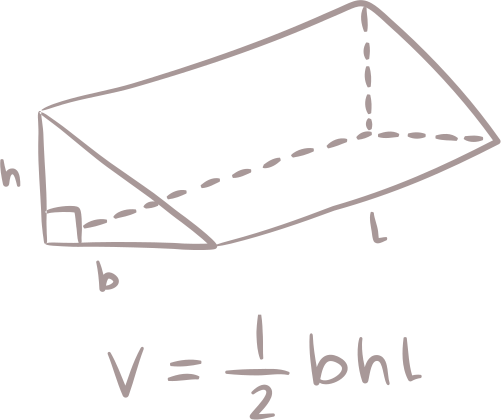 h
b
l
V = 1/2 bhl